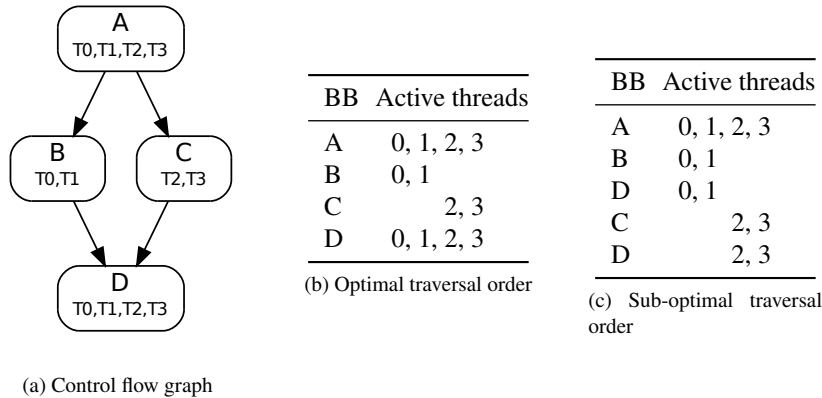 A
T0,T1,T2,T3
B
T0,T1
C
T2,T3
D
T0,T1,T2,T3
(a) Control flow graph
BB Active threads
A 0, 1, 2, 3
B 0, 1
C 2, 3
D 0, 1, 2, 3
(b) Optimal traversal order
BB Active threads
A 0, 1, 2, 3
B 0, 1
D 0, 1
C 2, 3
D 2, 3
(c) Sub-optimal traversal
order